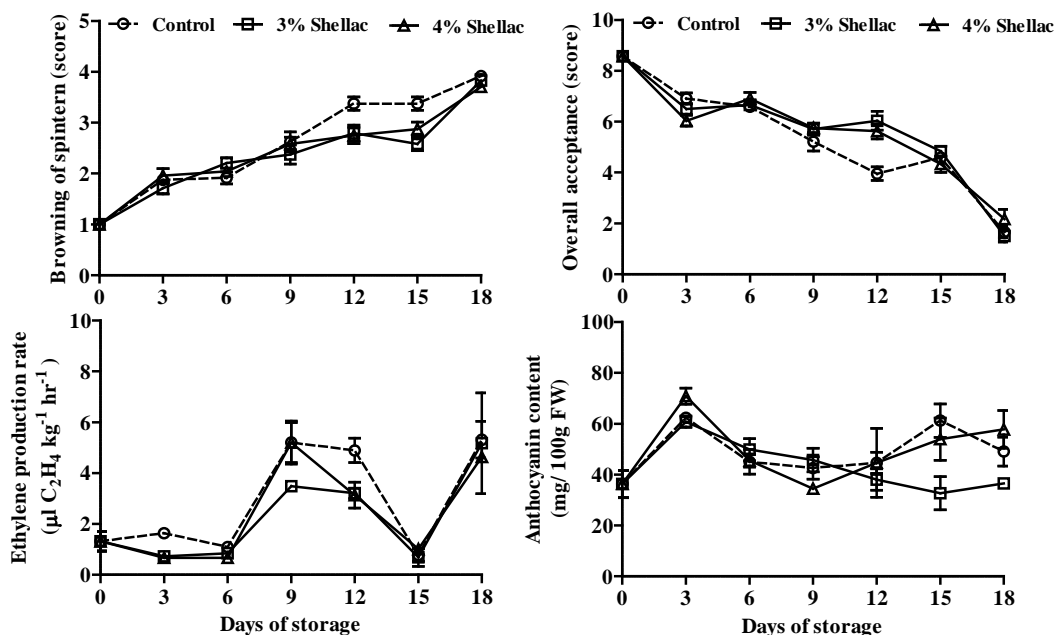 Control 3% Shellac 4% Shellac
Browning of spintern (score)
5
4
3
2
1
0
0 3 6 9 12 15 18
Control 3% Shellac 4% Shellac
Overall acceptance (score)
10
8
6
4
2
0
0 3 6 9 12 15 18
Ethylene production rate
(µl C₂H₄ kg⁻¹ hr⁻¹)
10
8
6
4
2
0
0 3 6 9 12 15 18
Days of storage
Anthocyanin content
(mg/ 100g FW)
100
80
60
40
20
0
0 3 6 9 12 15 18
Days of storage